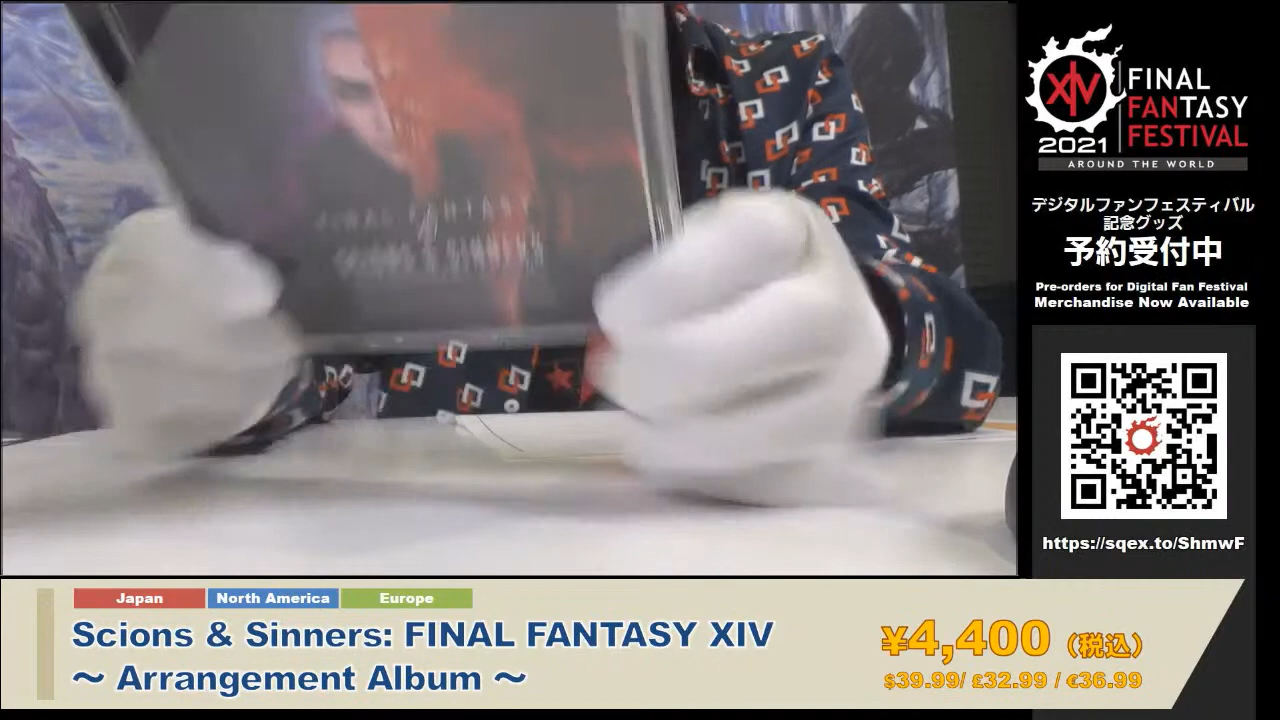 XIV
FINAL
FANTASY
FESTIVAL
2021
AROUND THE WORLD
デジタルファンフェスティバル
記念グッズ
予約受付中
Pre-orders for Digital Fan Festival
Merchandise Now Available
https://sqex.to/ShmwF
FINAL FANTASY
Japan
North America
Europe
Scions & Sinners: FINAL FANTASY XIV
～ Arrangement Album ～
¥4,400（税込）
$39.99/ £32.99 / €36.99